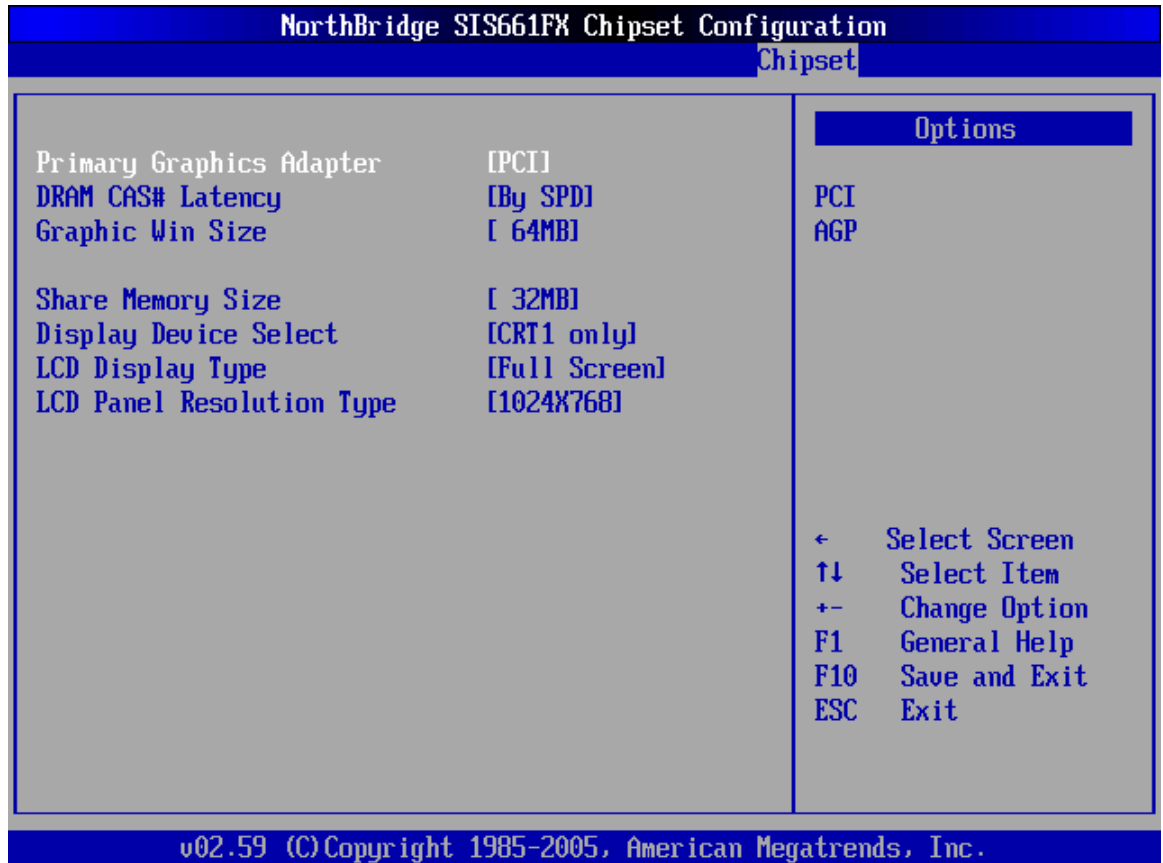 NorthBridge SIS661FX Chipset Configuration
Chipset
Primary Graphics Adapter [PCI]
DRAM CAS# Latency [By SPD]
Graphic Win Size [ 64MB]
Share Memory Size [ 32MB]
Display Device Select [CRT1 only]
LCD Display Type [Full Screen]
LCD Panel Resolution Type [1024X768]
Options
PCI
AGP
← Select Screen
↑↓ Select Item
+- Change Option
F1 General Help
F10 Save and Exit
ESC Exit
v02.59 (C)Copyright 1985-2005, American Megatrends, Inc.